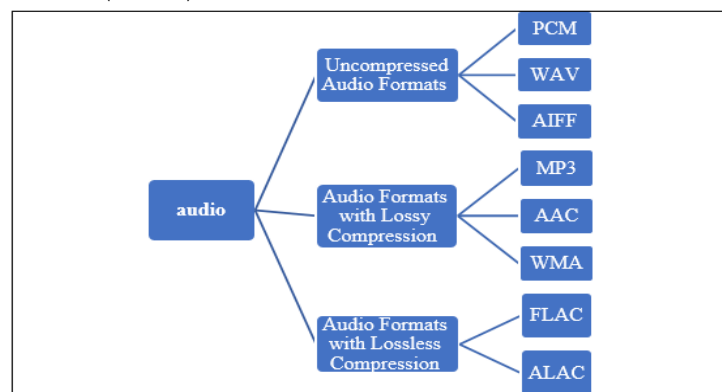 PCM
Uncompressed
Audio Formats
WAV
AIFF
MP3
audio
Audio Formats
with Lossy
Compression
AAC
WMA
FLAC
Audio Formats
with Lossless
Compression
ALAC